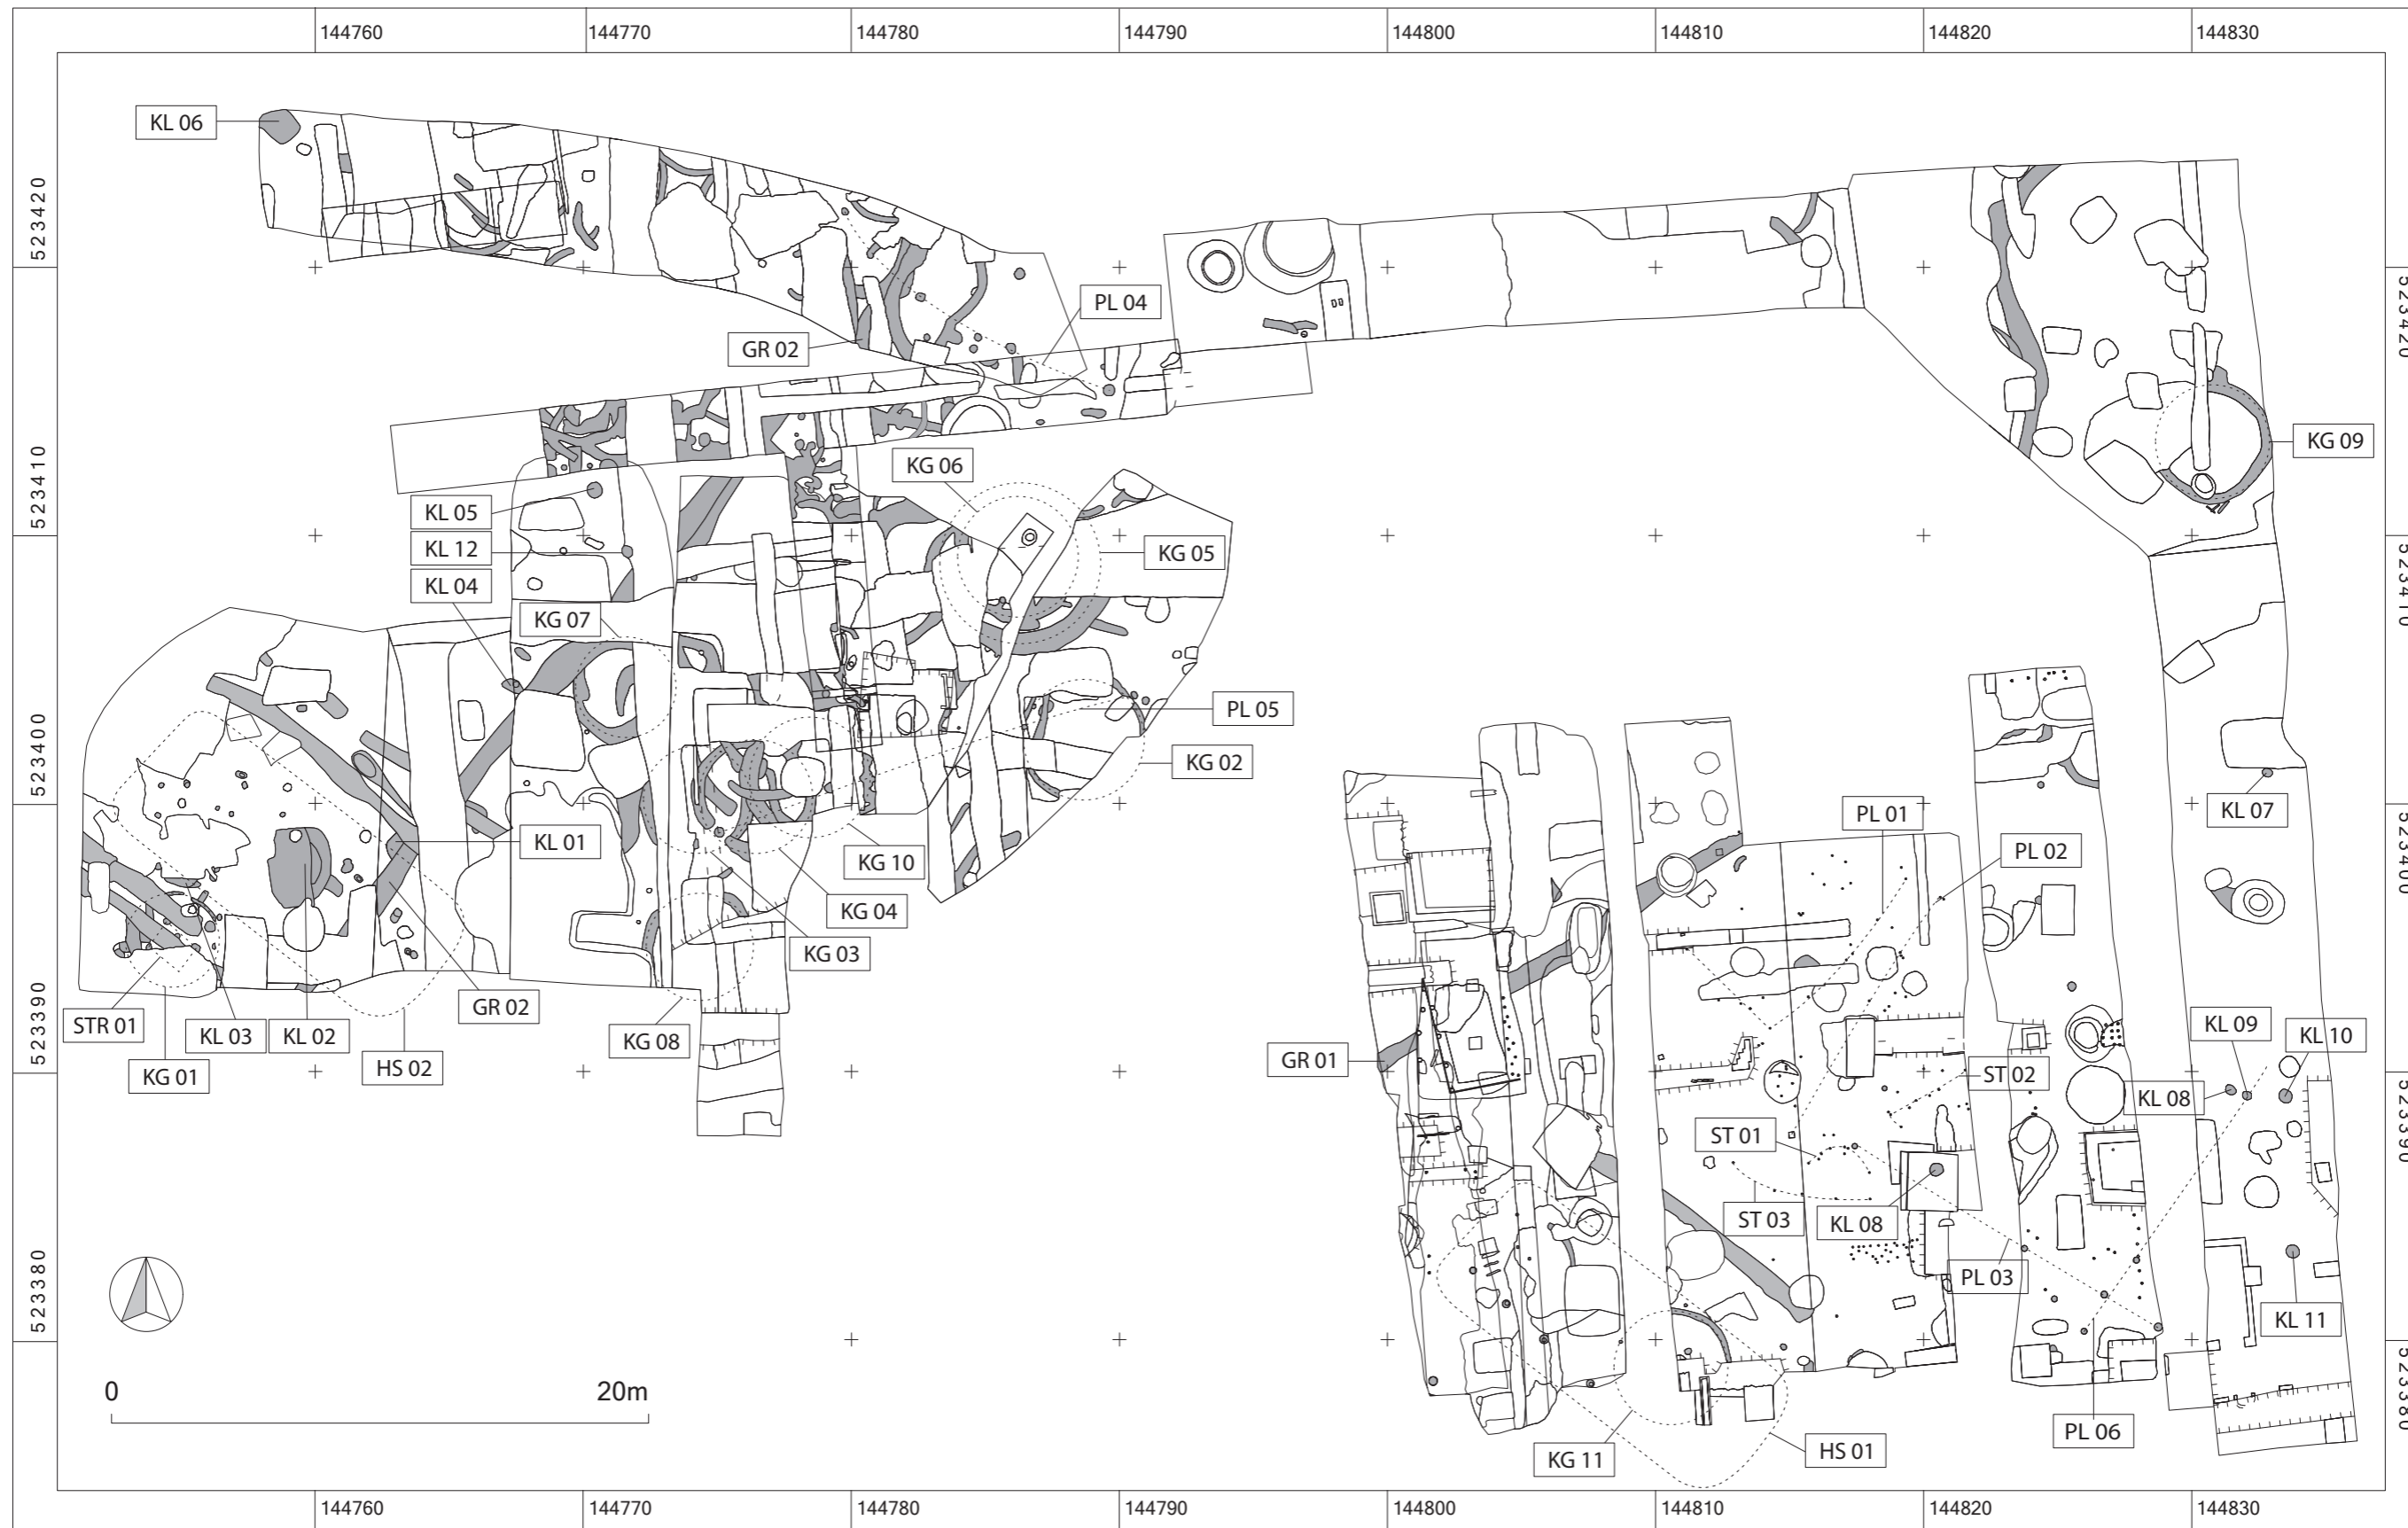 144760 144770 144780 144790 144800 144810 144820 144830
KL 06
523420
523420
PL 04
GR 02
523410
KG 06
KG 09
KL 05
KL 12
KG 05
KL 04
523410
KG 07
523400
PL 05
KG 02
KL 07
PL 01
KL 01
PL 02
523400
KG 10
KG 04
KG 03
523390
GR 02
STR 01
KL 03
KL 02
KG 08
KL 09
KL 10
GR 01
HS 02
KG 01
ST 02
KL 08
ST 01
523390
ST 03
KL 08
523380
PL 03
KL 11
0 20m
523380
PL 06
KG 11
HS 01
144760 144770 144780 144790 144800 144810 144820 144830